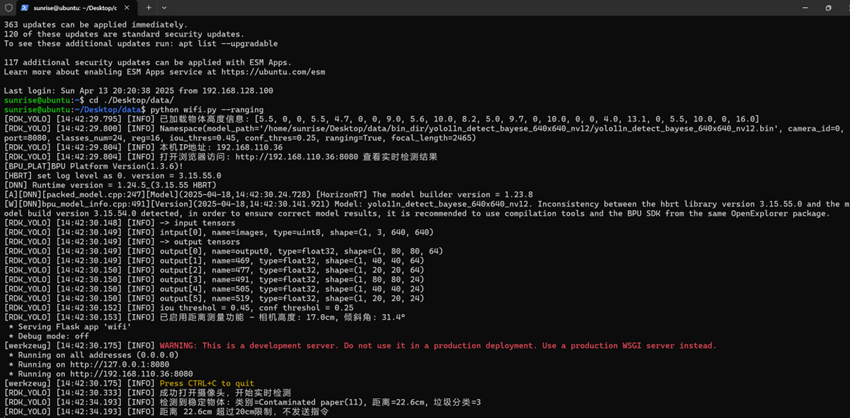 sunrise@ubuntu: ~/Desktop/c
363 updates can be applied immediately.
120 of these updates are standard security updates.
To see these additional updates run: apt list --upgradable
117 additional security updates can be applied with ESM Apps.
Learn more about enabling ESM Apps service at https://ubuntu.com/esm
Last login: Sun Apr 13 20:20:38 2025 from 192.168.128.100
sunrise@ubuntu:~$ cd ./Desktop/data/
sunrise@ubuntu:~/Desktop/data$ python wifi.py --ranging
[RDK_YOLO] [14:42:29.795] [INFO] 已加载物体高度信息: [5.5, 0, 0, 5.5, 4.7, 0, 0, 9.0, 5.6, 10.0, 8.2, 5.0, 9.7, 0, 10.0, 0, 0, 4.0, 13.1, 0, 5.5, 10.0, 0, 16.0]
[RDK_YOLO] [14:42:29.800] [INFO] Namespace(model_path='/home/sunrise/Desktop/data/bin_dir/yolo11n_detect_bayese_640x640_nv12/yolo11n_detect_bayese_640x640_nv12.bin', camera_id=0,
port=8080, classes_num=24, reg=16, iou_thres=0.45, conf_thres=0.25, ranging=True, focal_length=2465)
[RDK_YOLO] [14:42:29.804] [INFO] 本机IP地址: 192.168.110.36
[RDK_YOLO] [14:42:29.804] [INFO] 打开浏览器访问: http://192.168.110.36:8080 查看实时检测结果
[BPU_PLAT]BPU Platform Version(1.3.6)!
[HBRT] set log level as 0. version = 3.15.55.0
[DNN] Runtime version = 1.24.5_(3.15.55 HBRT)
[A][DNN][packed_model.cpp:247][Model](2025-04-18,14:42:30.24.728) [HorizonRT] The model builder version = 1.23.8
[W][DNN]bpu_model_info.cpp:491][Version](2025-04-18,14:42:30.141.921) Model: yolo11n_detect_bayese_640x640_nv12. Inconsistency between the hbrt library version 3.15.55.0 and the m
odel build version 3.15.54.0 detected, in order to ensure correct model results, it is recommended to use compilation tools and the BPU SDK from the same OpenExplorer package.
[RDK_YOLO] [14:42:30.148] [INFO] -> input tensors
[RDK_YOLO] [14:42:30.149] [INFO] intput[0], name=images, type=uint8, shape=(1, 3, 640, 640)
[RDK_YOLO] [14:42:30.149] [INFO] -> output tensors
[RDK_YOLO] [14:42:30.149] [INFO] output[0], name=output0, type=float32, shape=(1, 80, 80, 64)
[RDK_YOLO] [14:42:30.149] [INFO] output[1], name=469, type=float32, shape=(1, 40, 40, 64)
[RDK_YOLO] [14:42:30.150] [INFO] output[2], name=477, type=float32, shape=(1, 20, 20, 64)
[RDK_YOLO] [14:42:30.150] [INFO] output[3], name=491, type=float32, shape=(1, 80, 80, 24)
[RDK_YOLO] [14:42:30.150] [INFO] output[4], name=505, type=float32, shape=(1, 40, 40, 24)
[RDK_YOLO] [14:42:30.150] [INFO] output[5], name=519, type=float32, shape=(1, 20, 20, 24)
[RDK_YOLO] [14:42:30.152] [INFO] iou threshol = 0.45, conf threshol = 0.25
[RDK_YOLO] [14:42:30.153] [INFO] 已启用距离测量功能 - 相机高度: 17.0cm, 倾斜角: 31.4°
 * Serving Flask app 'wifi'
 * Debug mode: off
[werkzeug] [14:42:30.175] [INFO] WARNING: This is a development server. Do not use it in a production deployment. Use a production WSGI server instead.
 * Running on all addresses (0.0.0.0)
 * Running on http://127.0.0.1:8080
 * Running on http://192.168.110.36:8080
[werkzeug] [14:42:30.175] [INFO] Press CTRL+C to quit
[RDK_YOLO] [14:42:30.333] [INFO] 成功打开摄像头, 开始实时检测
[RDK_YOLO] [14:42:34.193] [INFO] 检测到稳定物体: 类别=Contaminated paper(11), 距离=22.6cm, 垃圾分类=3
[RDK_YOLO] [14:42:34.193] [INFO] 距离 22.6cm 超过20cm限制, 不发送指令